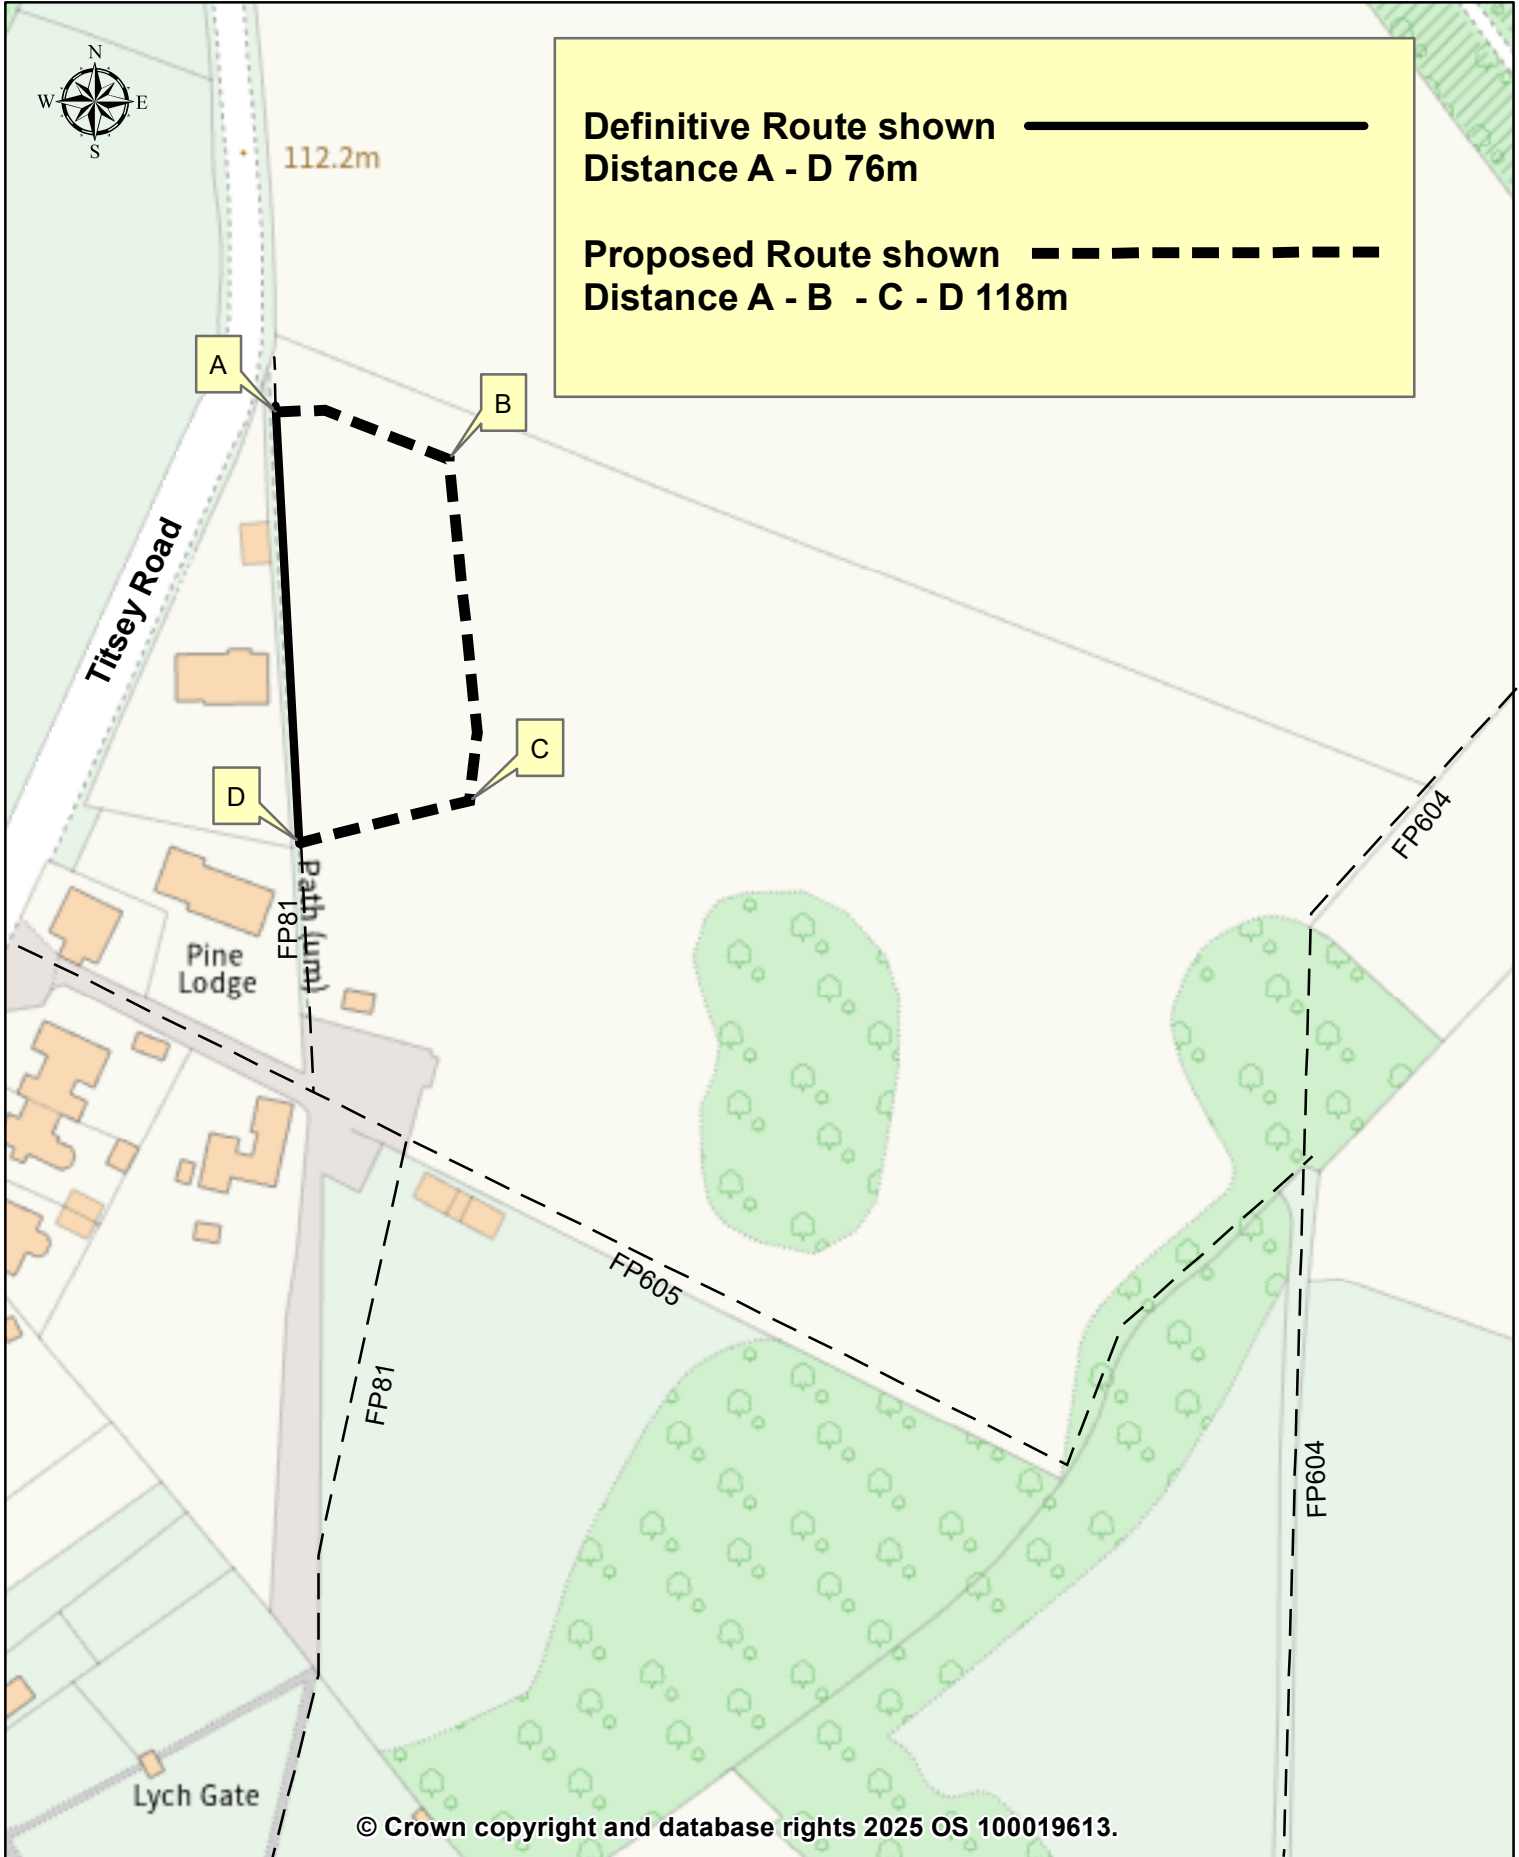 N
W E
S
112.2m
Definitive Route shown
Distance A - D 76m
Proposed Route shown
Distance A - B - C - D 118m
A
B
Titsey Road
C
D
FP604
Path (um)
FP81
Pine
Lodge
FP605
FP81
FP604
Lych Gate
© Crown copyright and database rights 2025 OS 100019613.